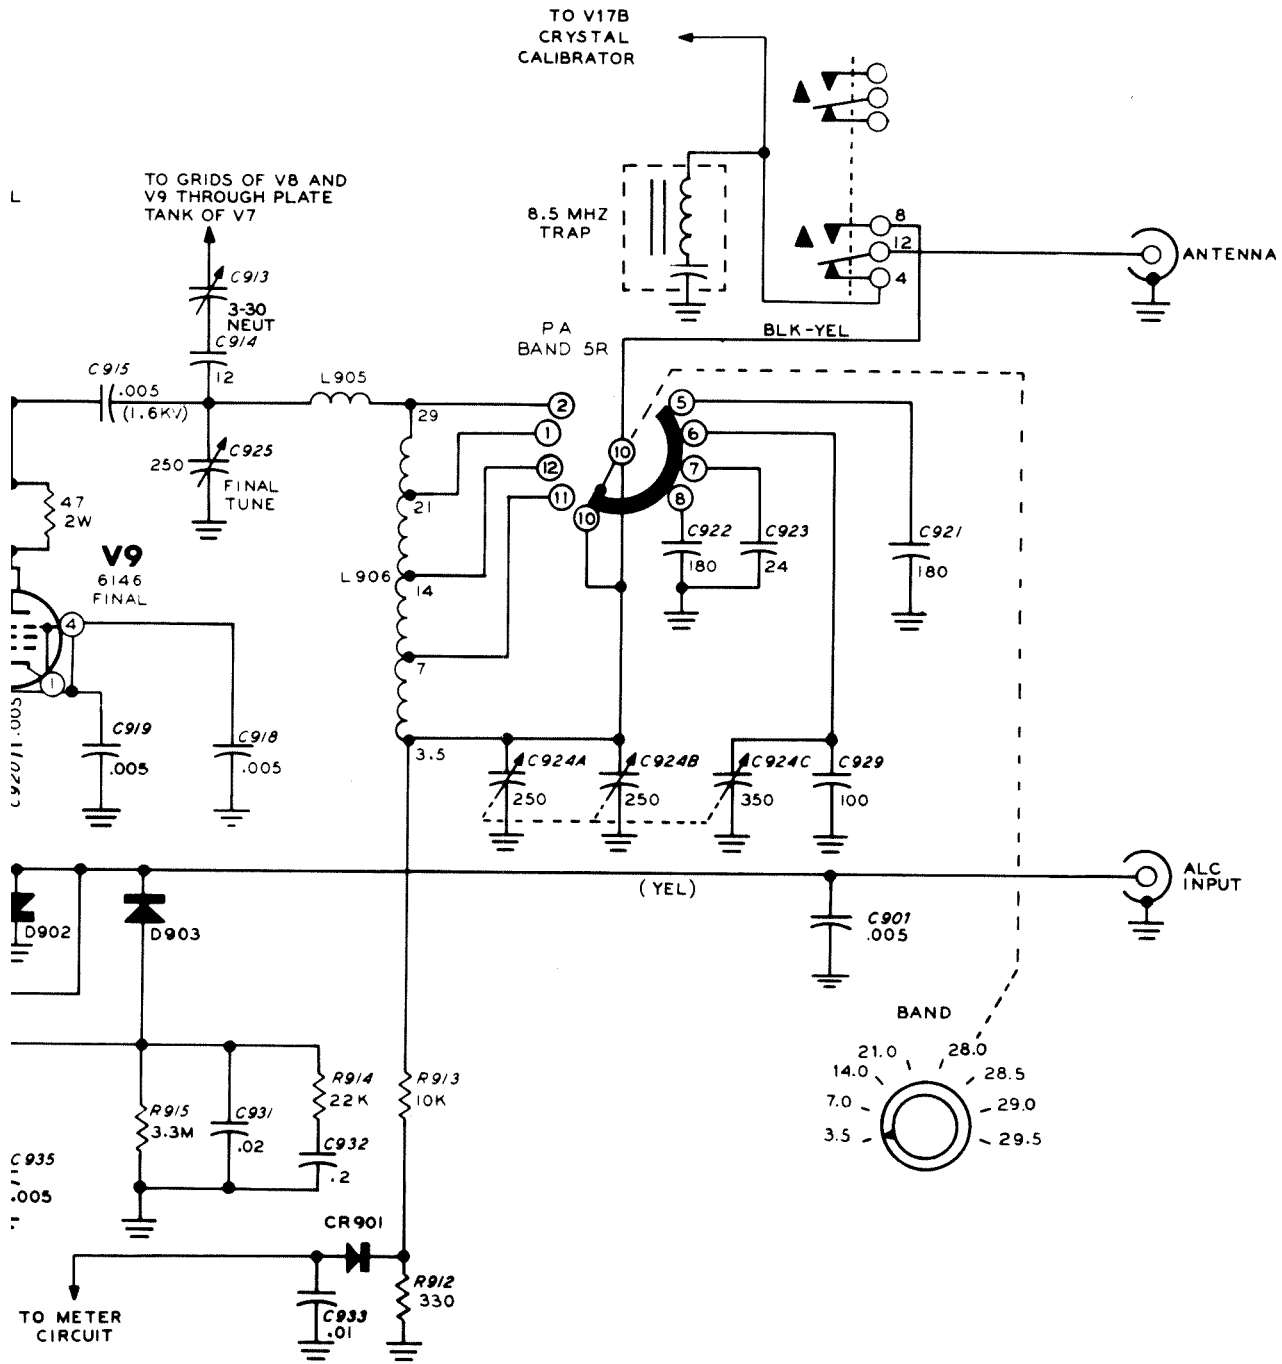 TO V17B
CRYSTAL
CALIBRATOR
L
TO GRIDS OF V8 AND
V9 THROUGH PLATE
TANK OF V7
8.5 MHZ
TRAP
8
12
4
ANTENNA
C913
3-30
NEUT
C914
12
PA
BAND 5R
BLK-YEL
C915
.005
(1.6KV)
L905
29
2
1
12
11
10
10
5
6
7
8
C925
250
FINAL
TUNE
21
47
2W
V9
6146
FINAL
L906
14
C922
180
C923
24
C921
180
4
1
7
C920
.005
C919
.005
C918
.005
3.5
C924A
250
C924B
250
C924C
350
C929
100
(YEL)
ALC
INPUT
D902
D903
C901
.005
BAND
3.5
7.0
14.0
21.0
28.0
28.5
29.0
29.5
R915
3.3M
C931
.02
R914
22K
C932
.2
R913
10K
C935
.005
CR901
R912
330
C933
.01
TO METER
CIRCUIT